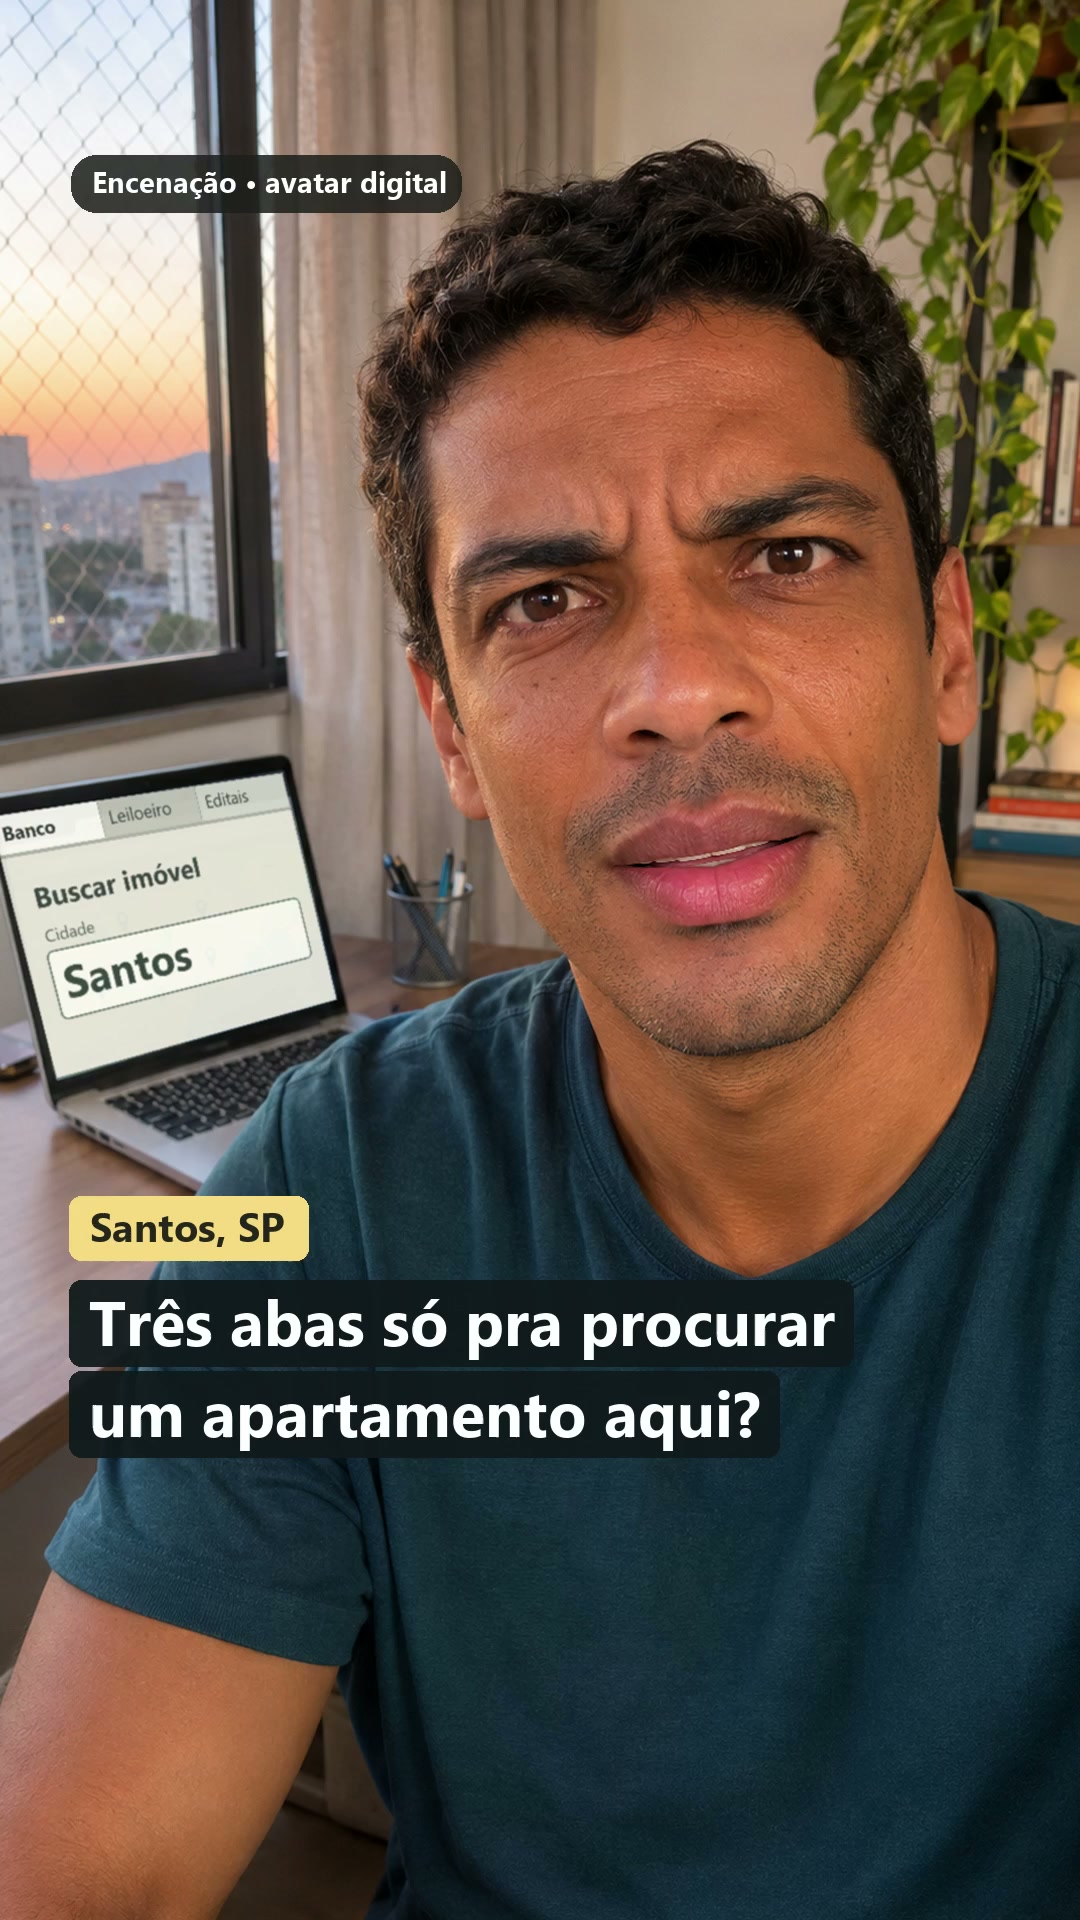 Encenação • avatar digital
Banco
Leiloeiro
Editais
Buscar imóvel
Cidade
Santos
Santos, SP
Três abas só pra procurar
um apartamento aqui?